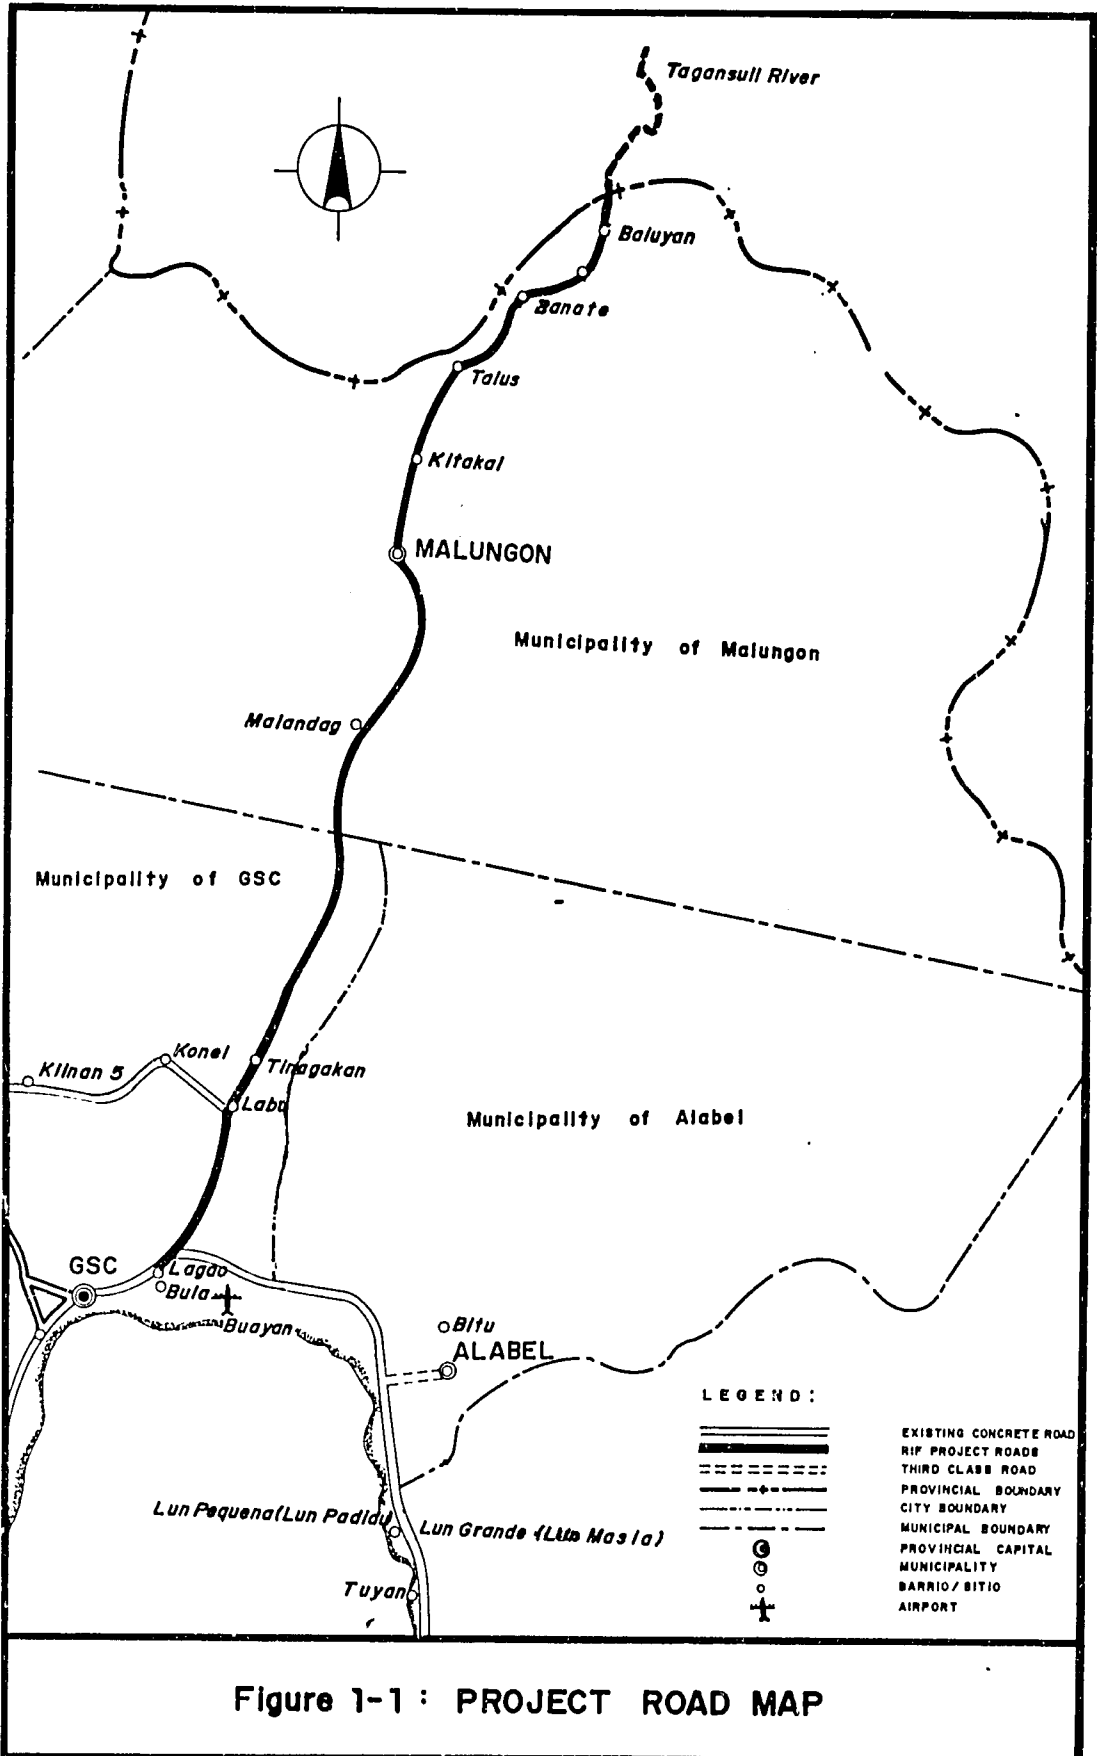 Tagansuli River
Baluyan
Banate
Talus
Kitakal
MALUNGON
Municipality of Malungon
Malandag
Municipality of GSC
Konel
Klinan 5
Tinagakan
Labu
Municipality of Alabel
GSC
Lagao
Bula
Buayan
Bitu
ALABEL
LEGEND:
EXISTING CONCRETE ROAD
RIF PROJECT ROADS
THIRD CLASS ROAD
PROVINCIAL BOUNDARY
CITY BOUNDARY
MUNICIPAL BOUNDARY
PROVINCIAL CAPITAL
MUNICIPALITY
BARRIO/SITIO
AIRPORT
Lun Pequena(Lun Padidu)
Lun Grande (Lun Masla)
Tuyan
Figure 1-1: PROJECT ROAD MAP